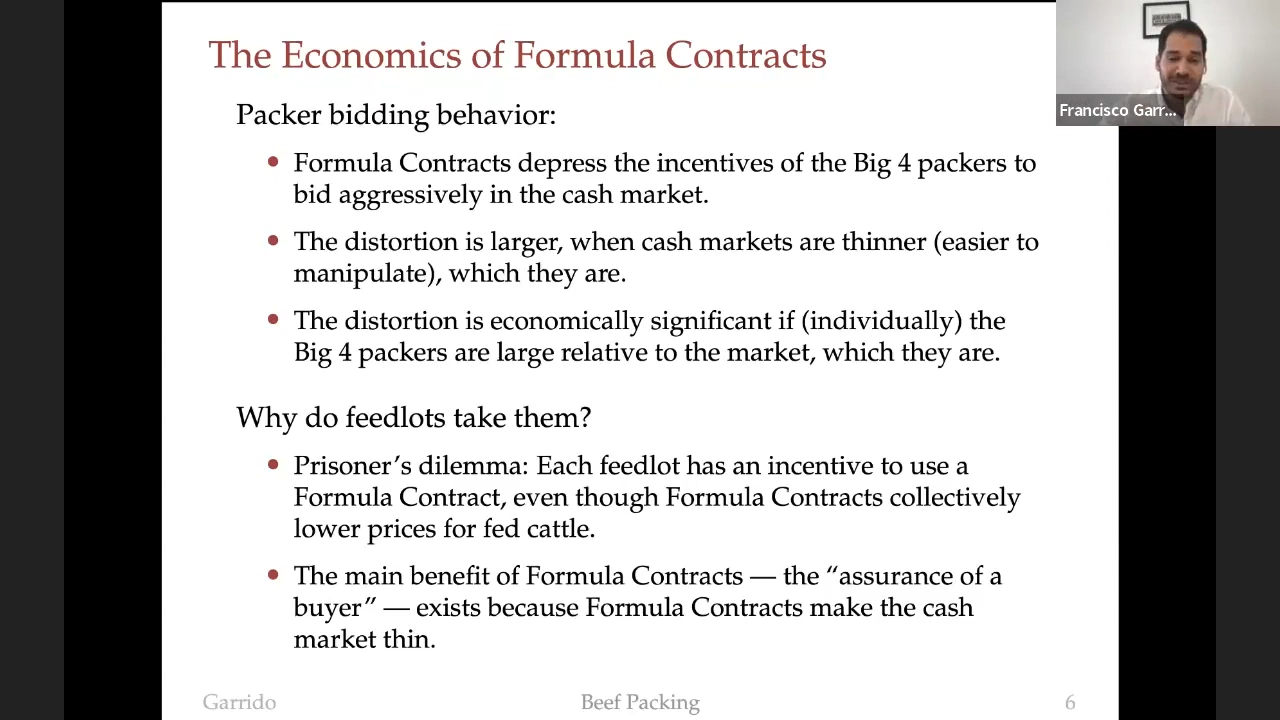 The Economics of Formula Contracts
Francisco Garr...
Packer bidding behavior:
• Formula Contracts depress the incentives of the Big 4 packers to
bid aggressively in the cash market.
• The distortion is larger, when cash markets are thinner (easier to
manipulate), which they are.
• The distortion is economically significant if (individually) the
Big 4 packers are large relative to the market, which they are.
Why do feedlots take them?
• Prisoner’s dilemma: Each feedlot has an incentive to use a
Formula Contract, even though Formula Contracts collectively
lower prices for fed cattle.
• The main benefit of Formula Contracts — the “assurance of a
buyer” — exists because Formula Contracts make the cash
market thin.
Garrido Beef Packing 6